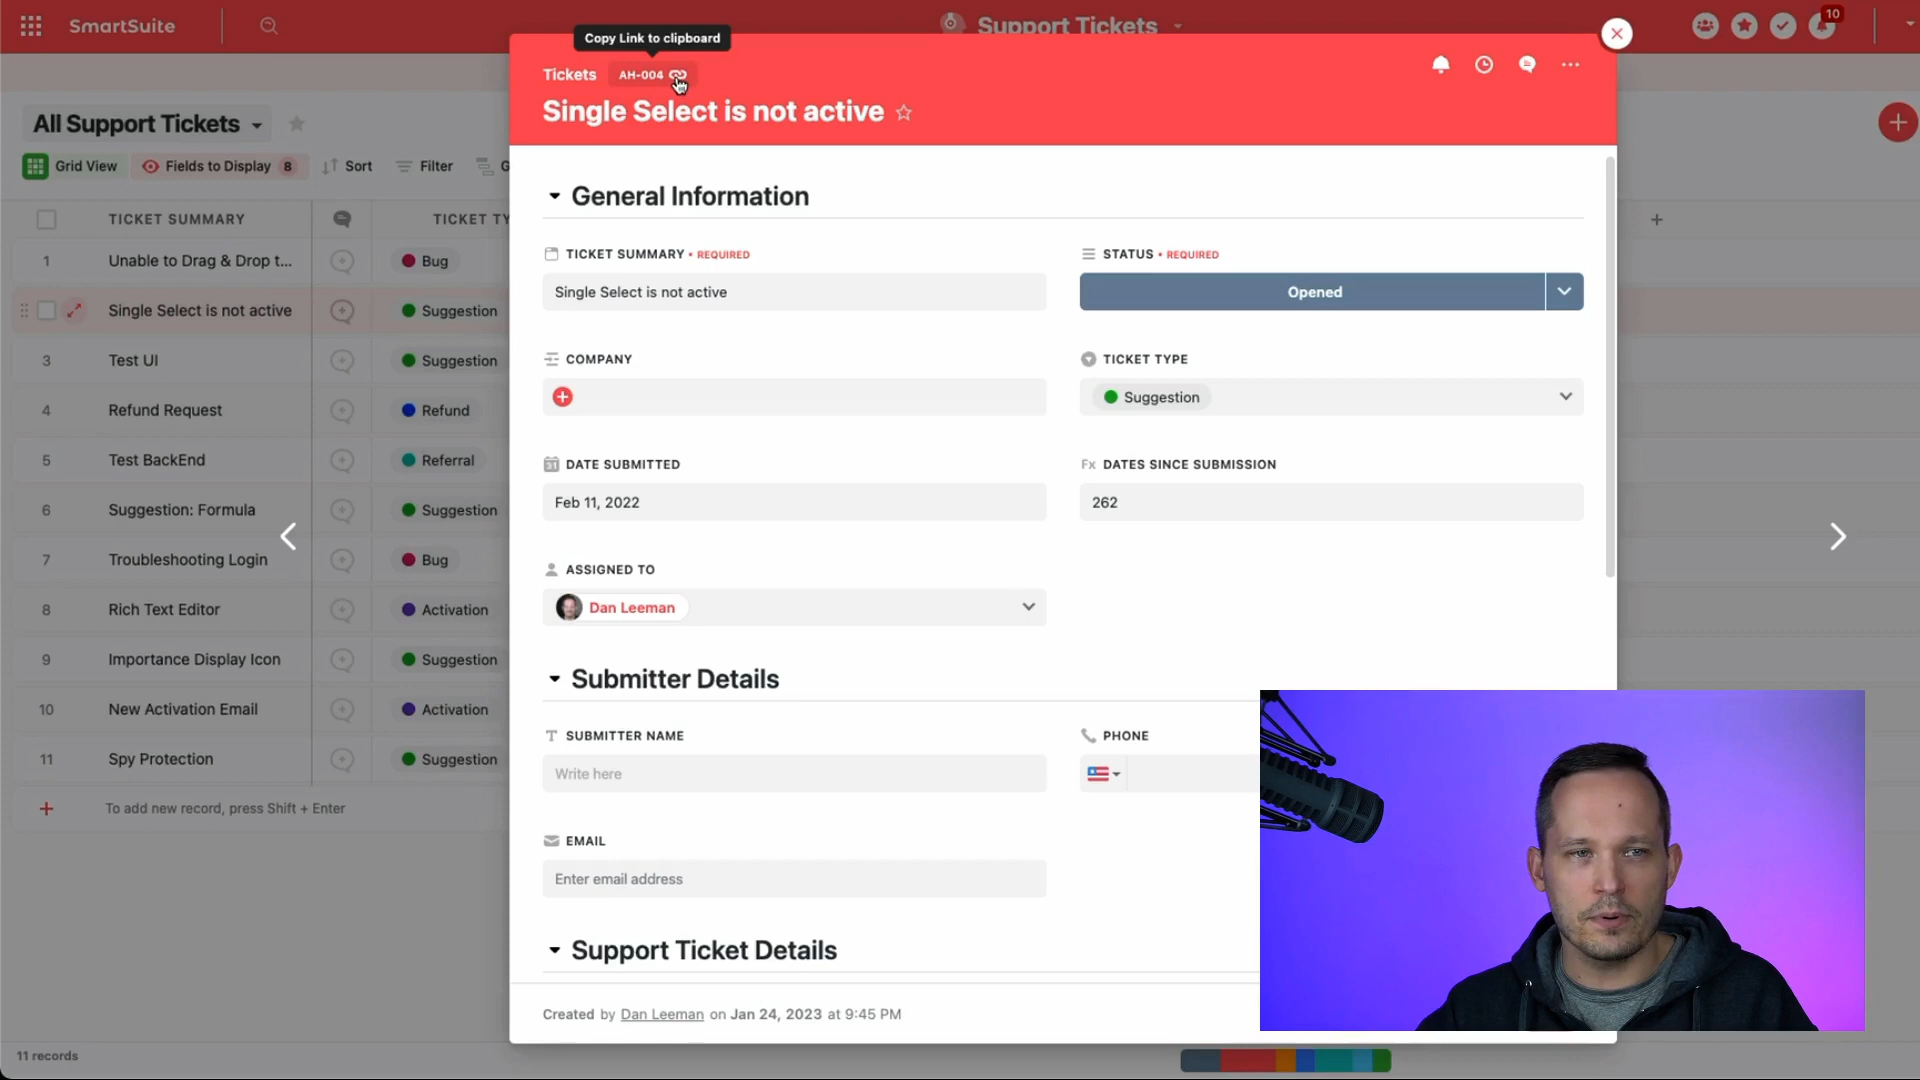 SmartSuite
Support Tickets
10
Copy Link to clipboard
Tickets
AH-004
Single Select is not active
All Support Tickets
Grid View
Fields to Display 8
Sort
Filter
G
TICKET SUMMARY
TICKET TY
1 Unable to Drag & Drop t... Bug
Single Select is not active Suggestion
3 Test UI Suggestion
4 Refund Request Refund
5 Test BackEnd Referral
6 Suggestion: Formula Suggestion
7 Troubleshooting Login Bug
8 Rich Text Editor Activation
9 Importance Display Icon Suggestion
10 New Activation Email Activation
11 Spy Protection Suggestion
To add new record, press Shift + Enter
11 records
General Information
TICKET SUMMARY • REQUIRED
Single Select is not active
STATUS • REQUIRED
Opened
COMPANY
TICKET TYPE
Suggestion
31 DATE SUBMITTED
Feb 11, 2022
Fx DATES SINCE SUBMISSION
262
ASSIGNED TO
Dan Leeman
Submitter Details
SUBMITTER NAME
Write here
PHONE
EMAIL
Enter email address
Support Ticket Details
Created by Dan Leeman on Jan 24, 2023 at 9:45 PM